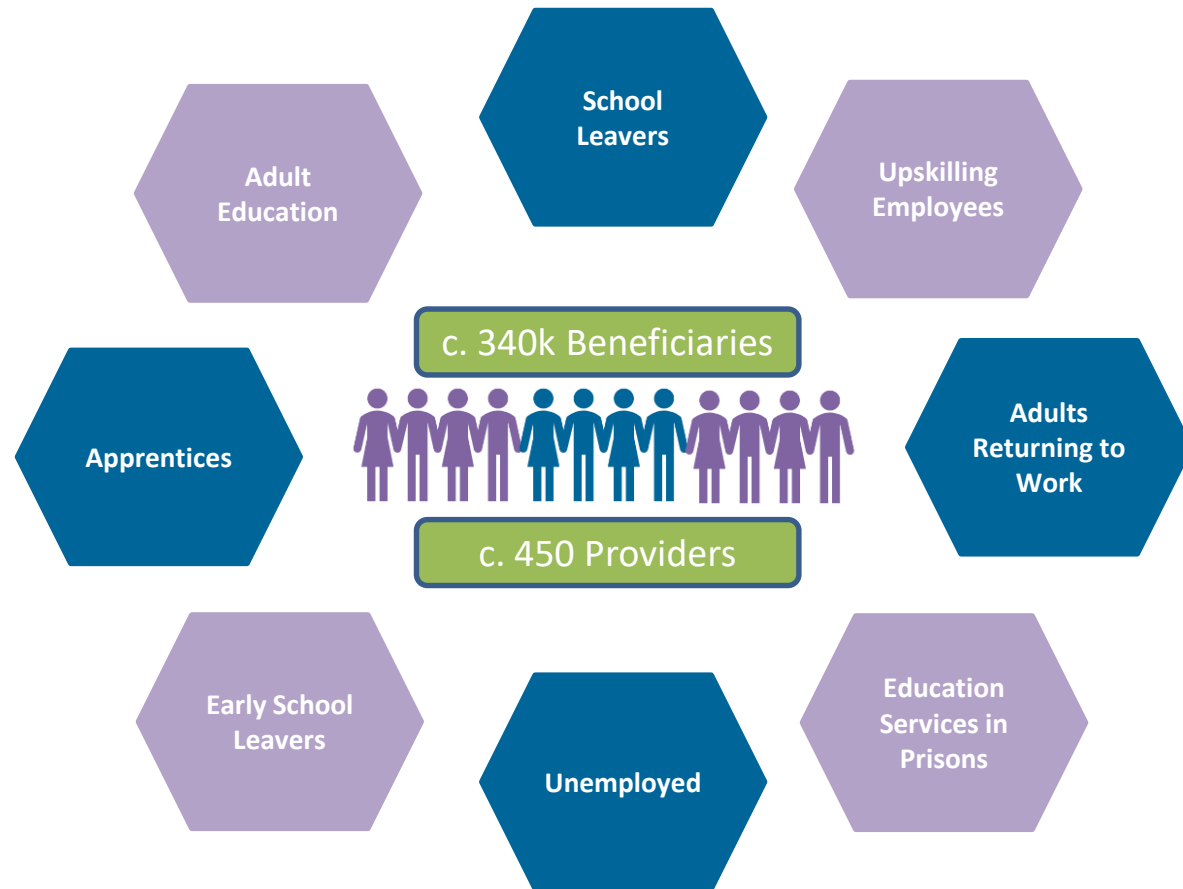 School
Leavers
Adult
Education
Upskilling
Employees
c. 340k Beneficiaries
Apprentices
Adults
Returning to
Work
c. 450 Providers
Early School
Leavers
Education
Services in
Prisons
Unemployed